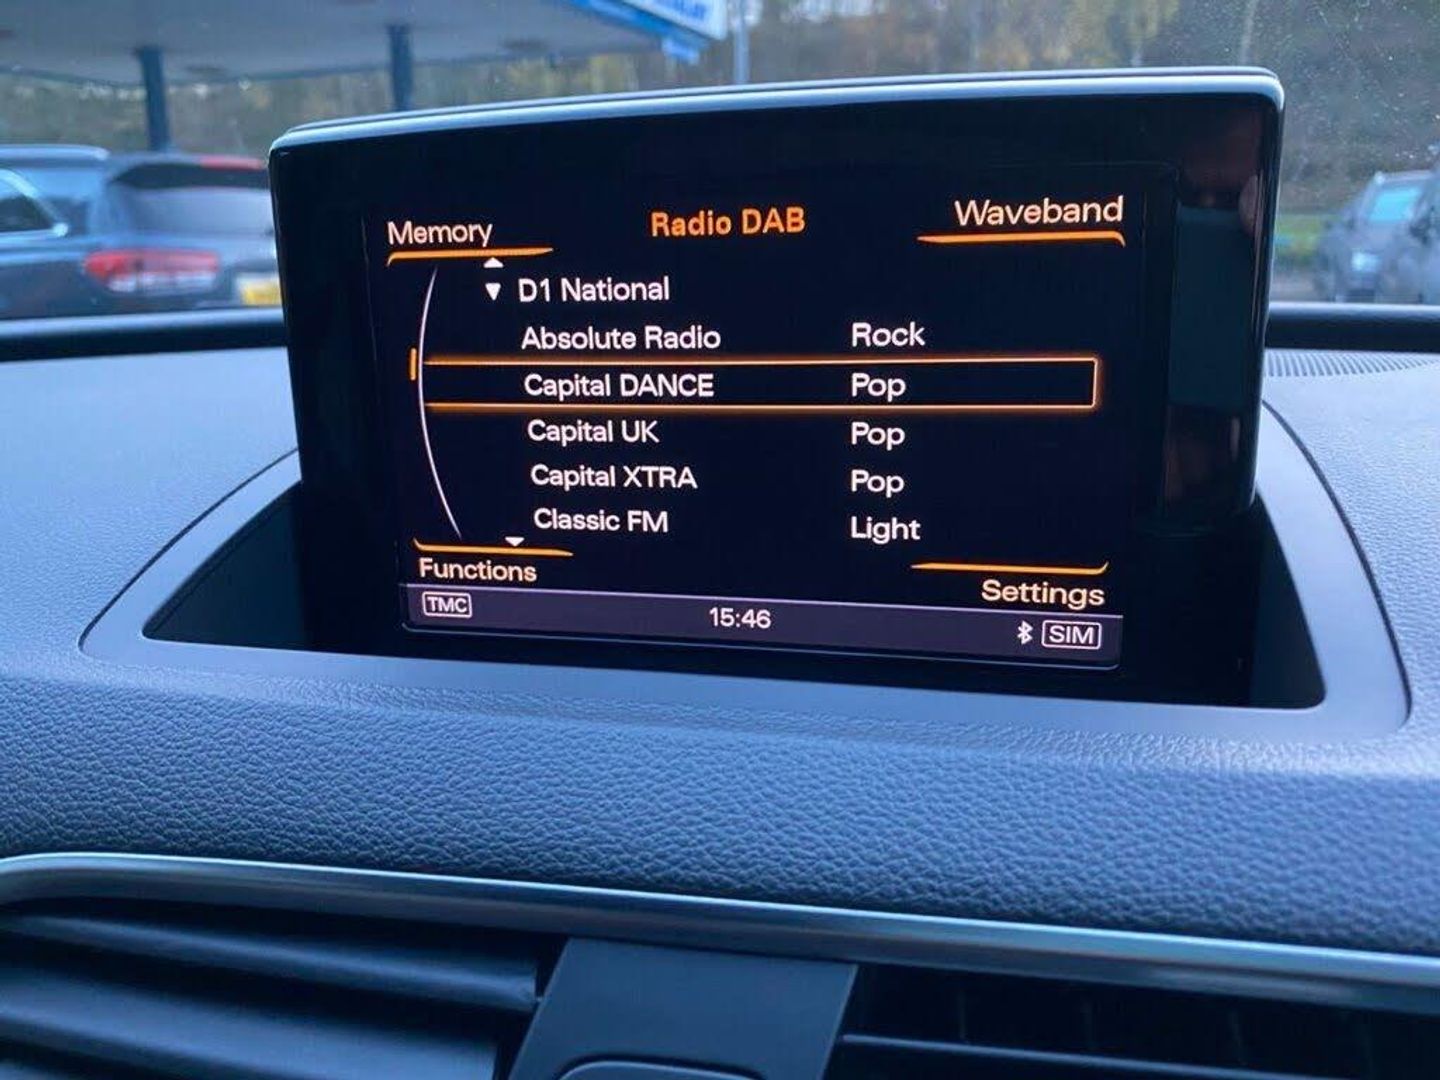 Memory Radio DAB Waveband
D1 National
Absolute Radio Rock
Capital DANCE Pop
Capital UK Pop
Capital XTRA Pop
Classic FM Light
Functions Settings
TMC 15:46 SIM